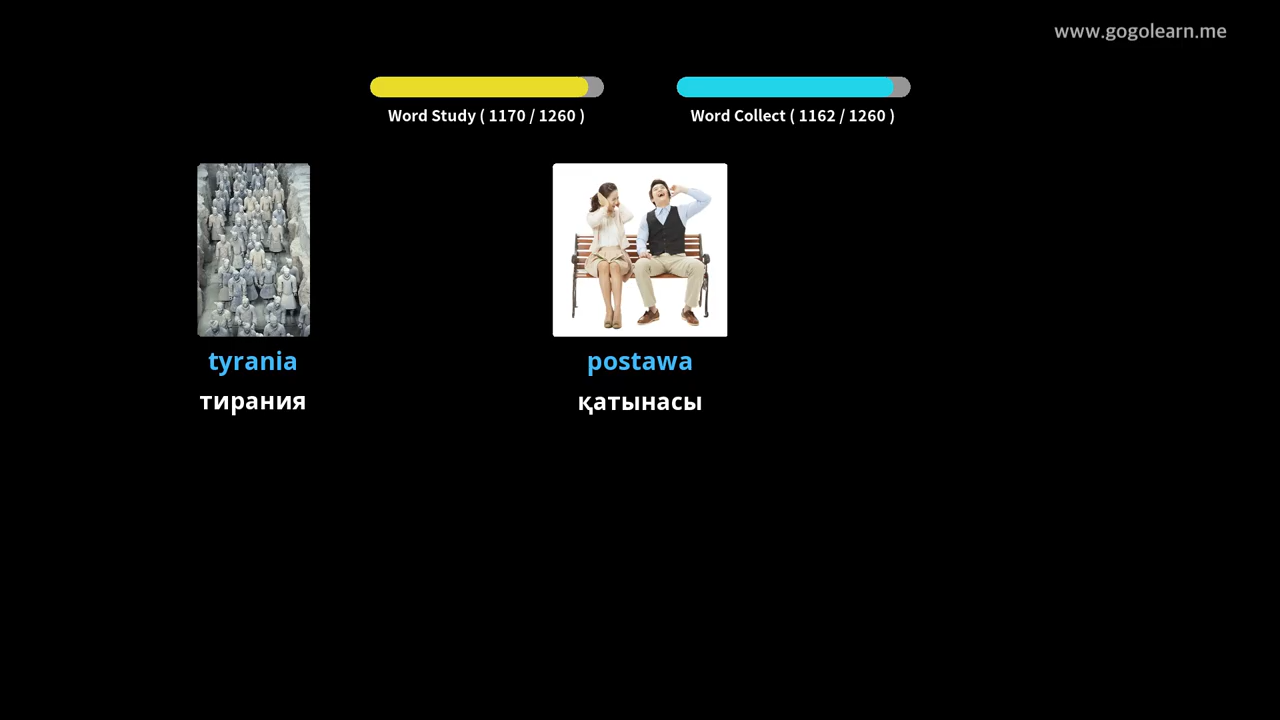 www.gogolearn.me
Word Study ( 1170 / 1260 )
Word Collect ( 1162 / 1260 )
tyrania
тирания
postawa
қатынасы